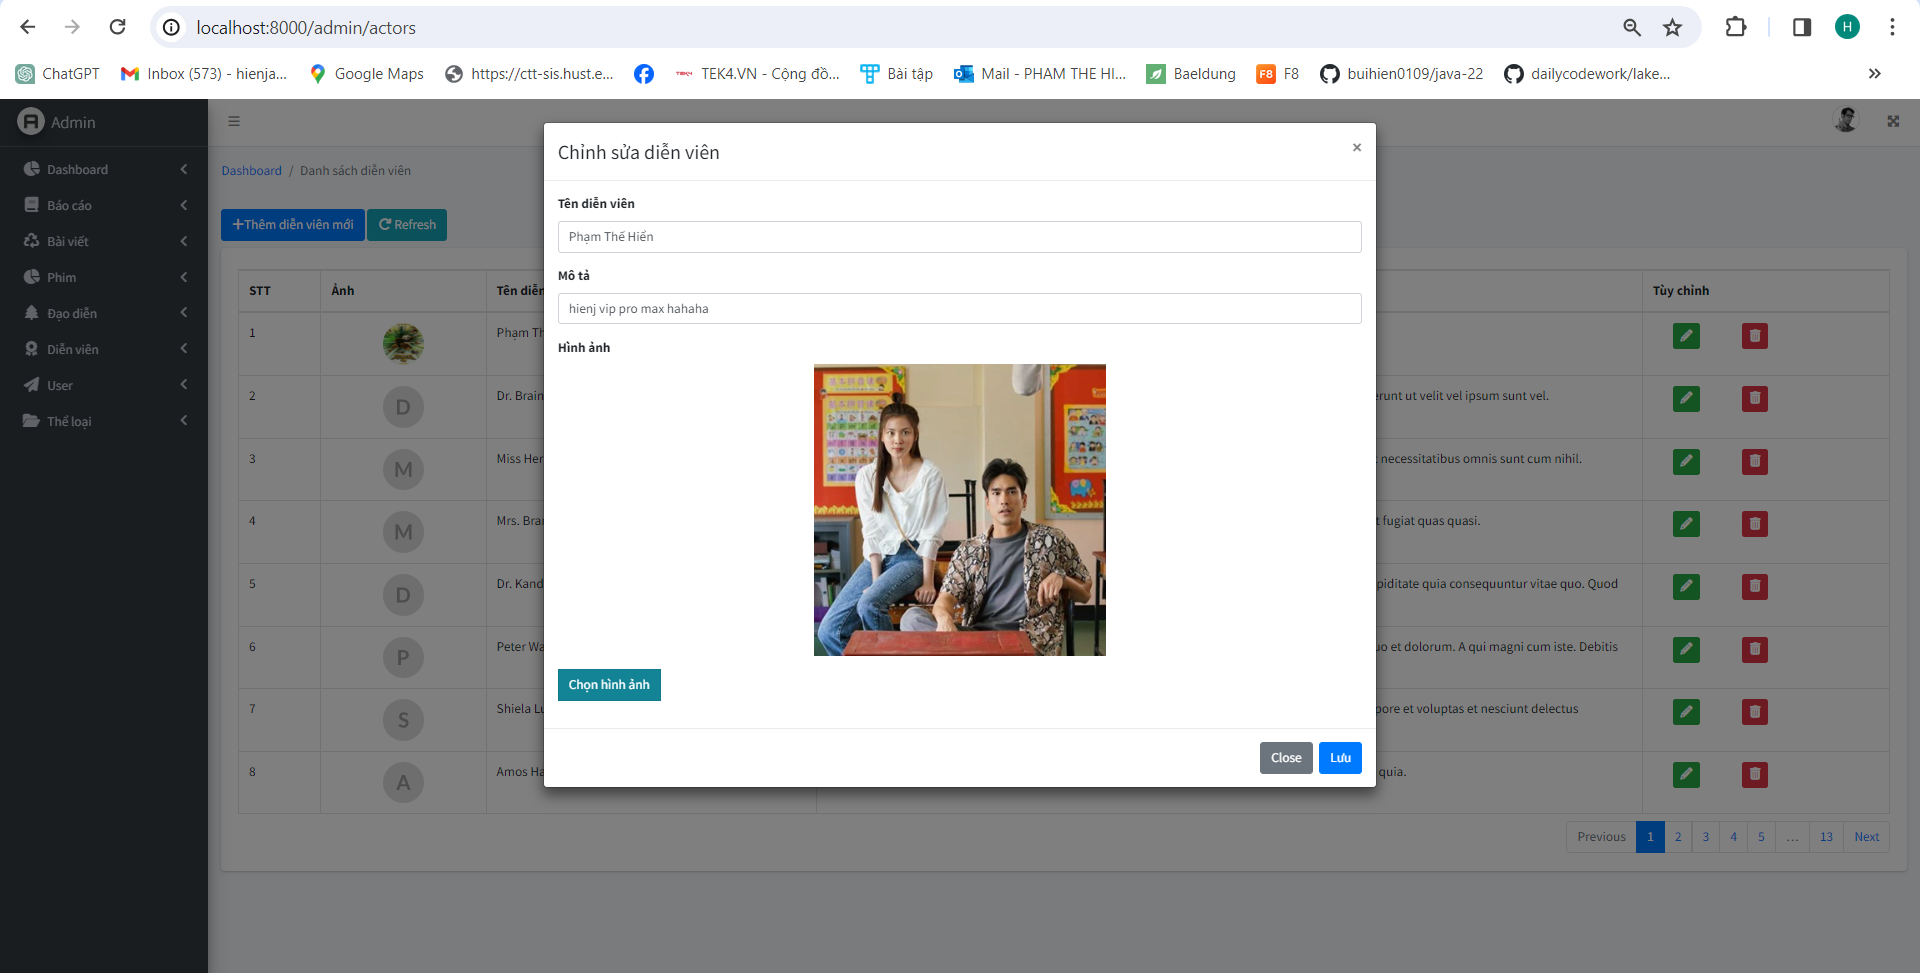 localhost:8000/admin/actors
H
ChatGPT
Inbox (573) - hienja...
Google Maps
https://ctt-sis.hust.e...
TEK4.VN - Cộng đồ...
Bài tập
Mail - PHAM THE HI...
Baeldung
F8
F8
buihien0109/java-22
dailycodework/lake...
Admin
Dashboard
Báo cáo
Bài viết
Phim
Đạo diễn
Diễn viên
User
Thể loại
Dashboard / Danh sách diễn viên
Thêm diễn viên mới
Refresh
Chỉnh sửa diễn viên
×
Tên diễn viên
Phạm Thế Hiển
Mô tả
hienj vip pro max hahaha
Hình ảnh
Chọn hình ảnh
Close
Lưu
STT
Ảnh
Tên diễn
Tùy chỉnh
1
Phạm Th
2
D
Dr. Brain
erunt ut velit vel ipsum sunt vel.
3
M
Miss Her
necessitatibus omnis sunt cum nihil.
4
M
Mrs. Bra
t fugiat quas quasi.
5
D
Dr. Kand
piditate quia consequuntur vitae quo. Quod
6
P
Peter Wa
uo et dolorum. A qui magni cum iste. Debitis
7
S
Shiela Lu
pore et voluptas et nesciunt delectus
8
A
Amos Ha
quia.
Previous 1 2 3 4 5 ... 13 Next